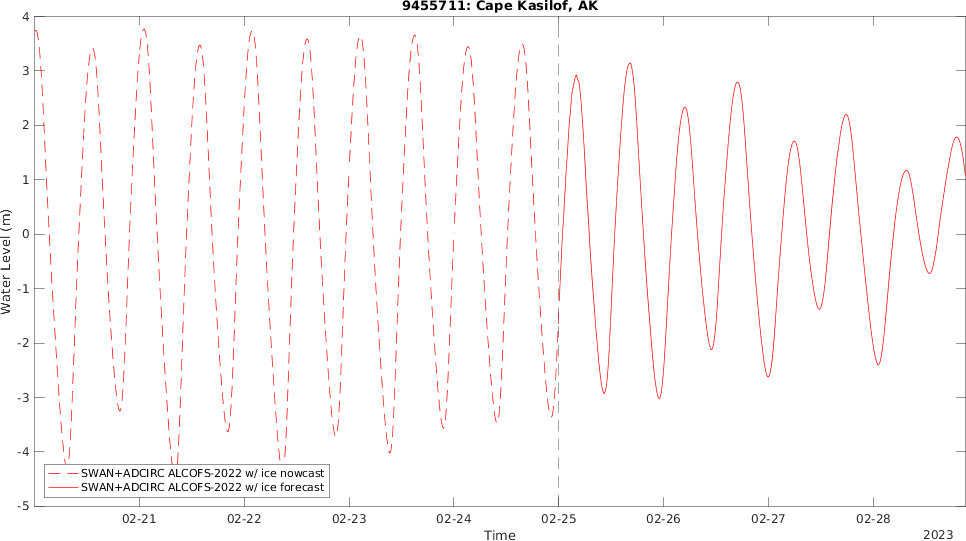 9455711: Cape Kasilof, AK
Water Level (m)
4
3
2
1
0
-1
-2
-3
-4
-5
SWAN+ADCIRC ALCOFS-2022 w/ ice nowcast
SWAN+ADCIRC ALCOFS-2022 w/ ice forecast
02-21 02-22 02-23 02-24 02-25 02-26 02-27 02-28
Time
2023